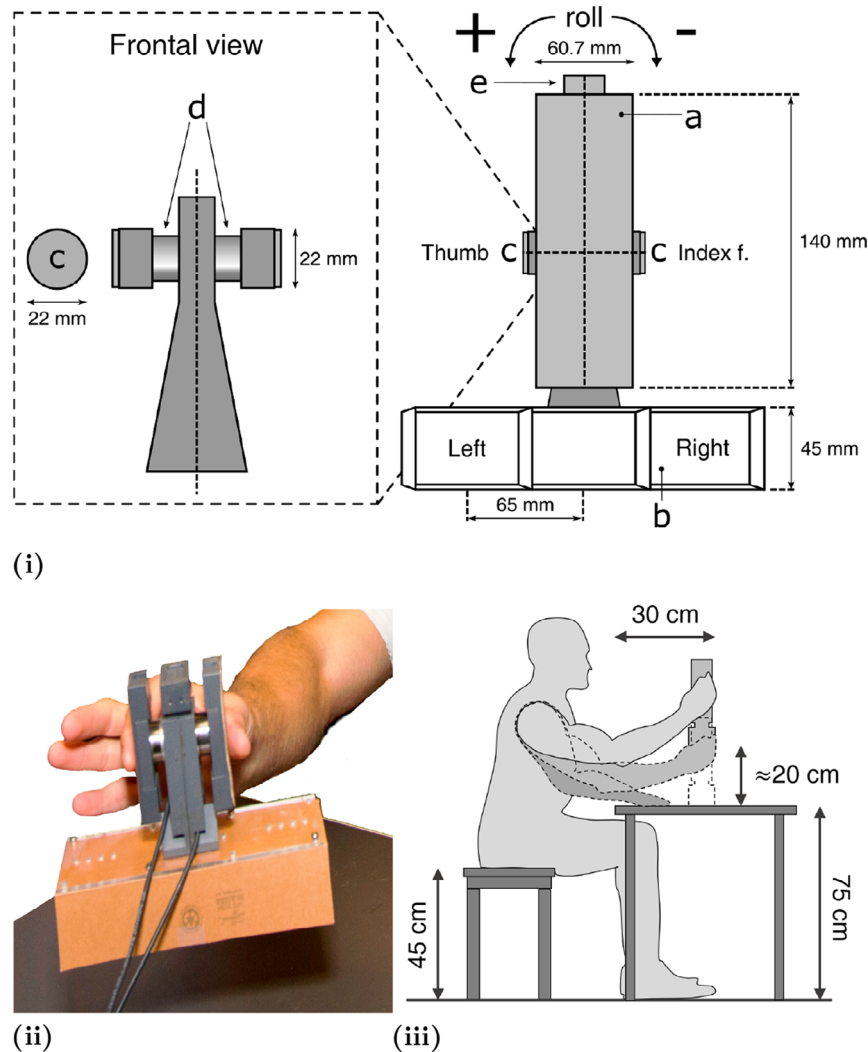 Frontal view
d
c
22 mm
22 mm
+ roll -
60.7 mm
e
a
Thumb c
c Index f.
140 mm
Left
Right
45 mm
65 mm
b
(i)
30 cm
≈20 cm
45 cm
75 cm
(ii)
(iii)